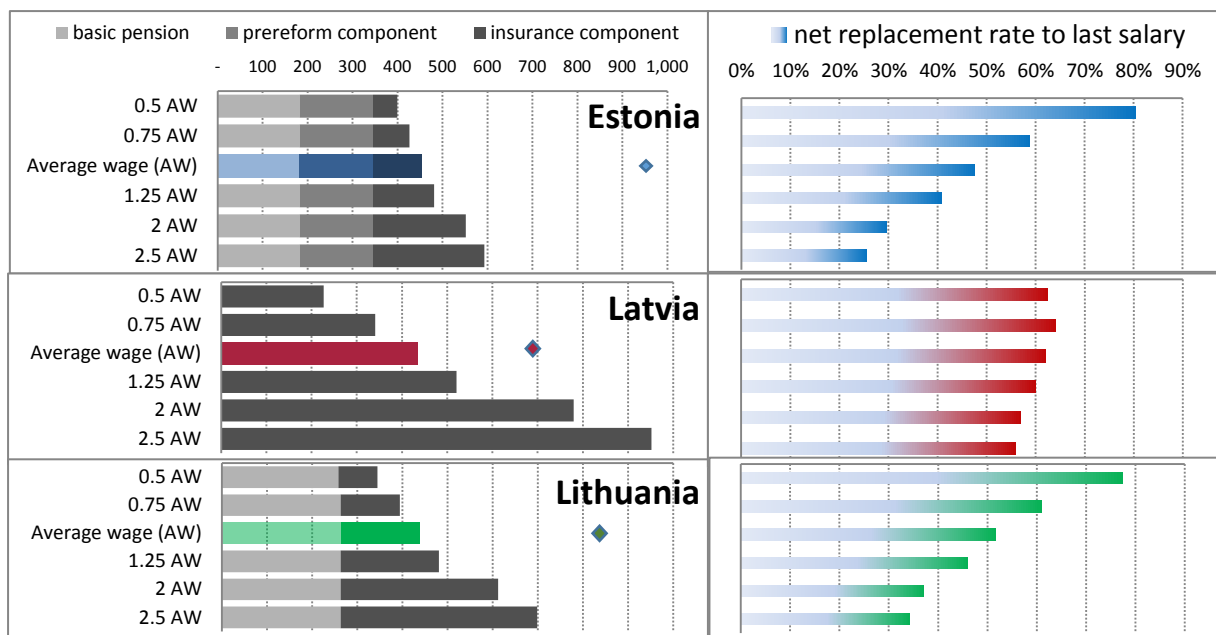 basic pension prereform component insurance component
- 100 200 300 400 500 600 700 800 900 1,000
0.5 AW
0.75 AW
Average wage (AW)
1.25 AW
2 AW
2.5 AW
Estonia
net replacement rate to last salary
0% 10% 20% 30% 40% 50% 60% 70% 80% 90%
0.5 AW
0.75 AW
Average wage (AW)
1.25 AW
2 AW
2.5 AW
Latvia
0.5 AW
0.75 AW
Average wage (AW)
1.25 AW
2 AW
2.5 AW
Lithuania